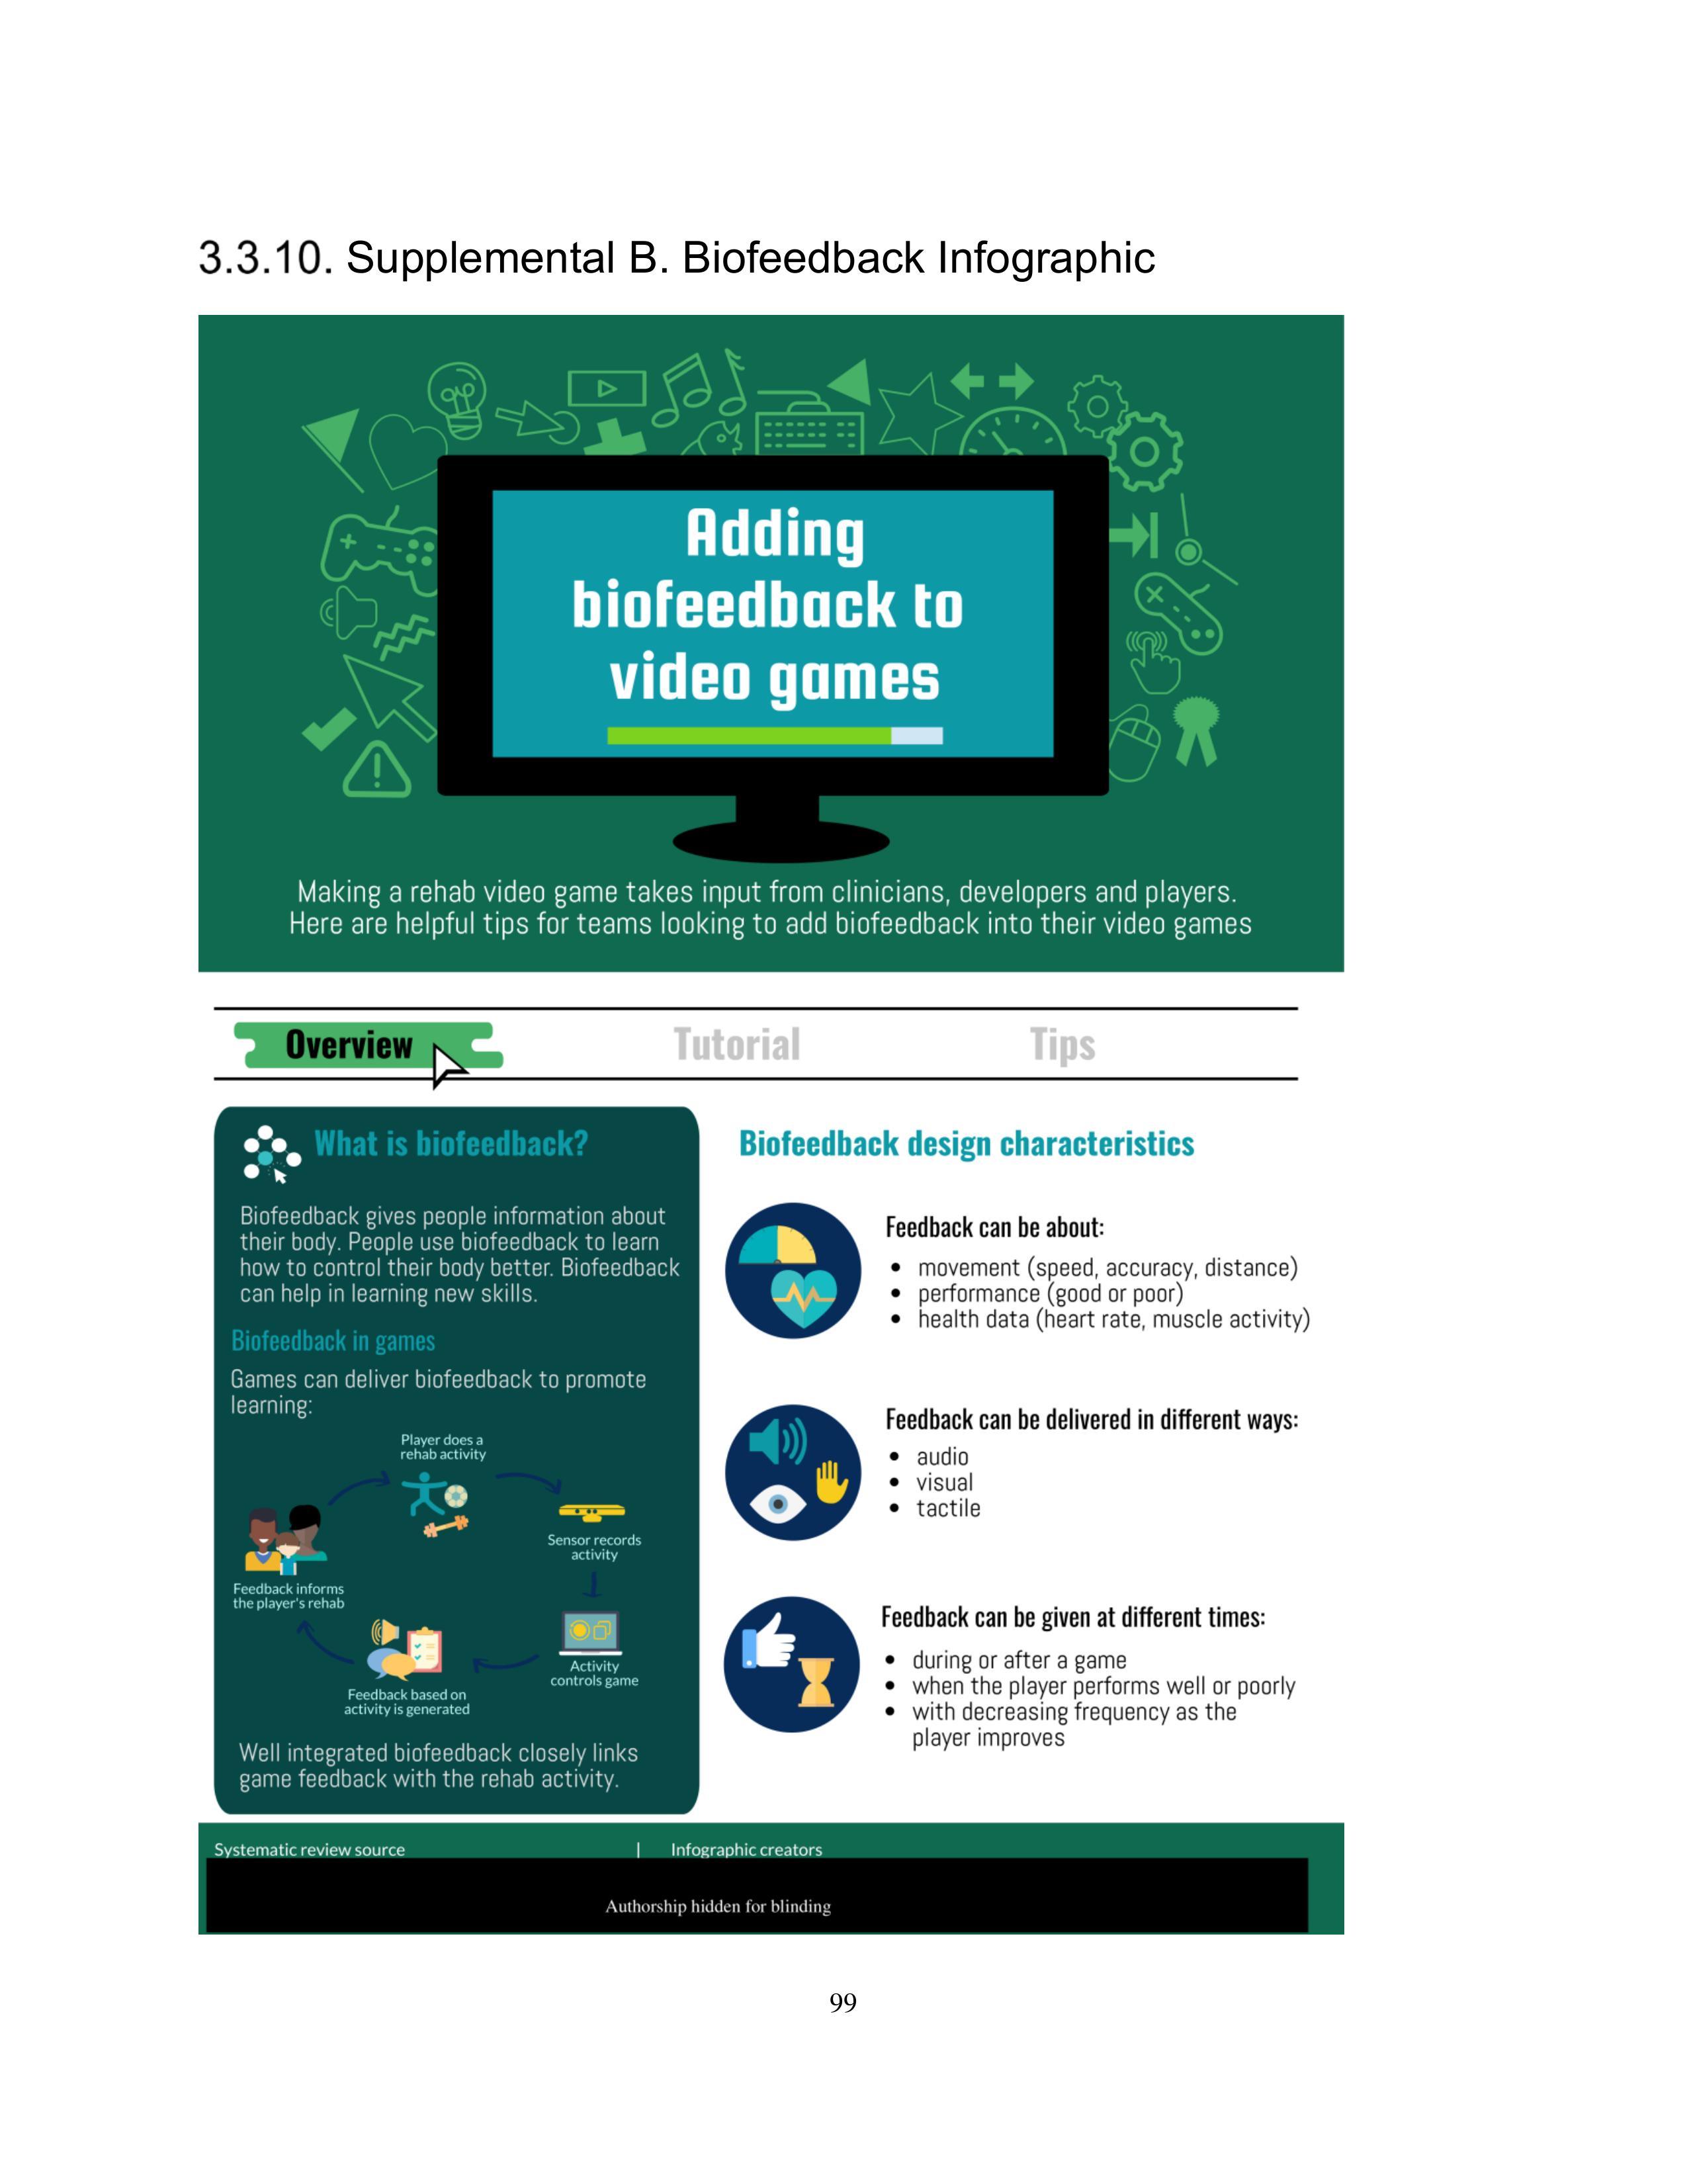 3.3.10. Supplemental B. Biofeedback Infographic
Adding
biofeedback to
video games
Making a rehab video game takes input from clinicians, developers and players.
Here are helpful tips for teams looking to add biofeedback into their video games
Overview
Tutorial
Tips
What is biofeedback?
Biofeedback gives people information about
their body. People use biofeedback to learn
how to control their body better. Biofeedback
can help in learning new skills.
Biofeedback in games
Games can deliver biofeedback to promote
learning:
Player does a
rehab activity
Sensor records
activity
Activity
controls game
Feedback based on
activity is generated
Feedback informs
the player's rehab
Well integrated biofeedback closely links
game feedback with the rehab activity.
Biofeedback design characteristics
Feedback can be about:
• movement (speed, accuracy, distance)
• performance (good or poor)
• health data (heart rate, muscle activity)
Feedback can be delivered in different ways:
• audio
• visual
• tactile
Feedback can be given at different times:
• during or after a game
• when the player performs well or poorly
• with decreasing frequency as the
player improves
Systematic review source | Infographic creators
Authorship hidden for blinding
99